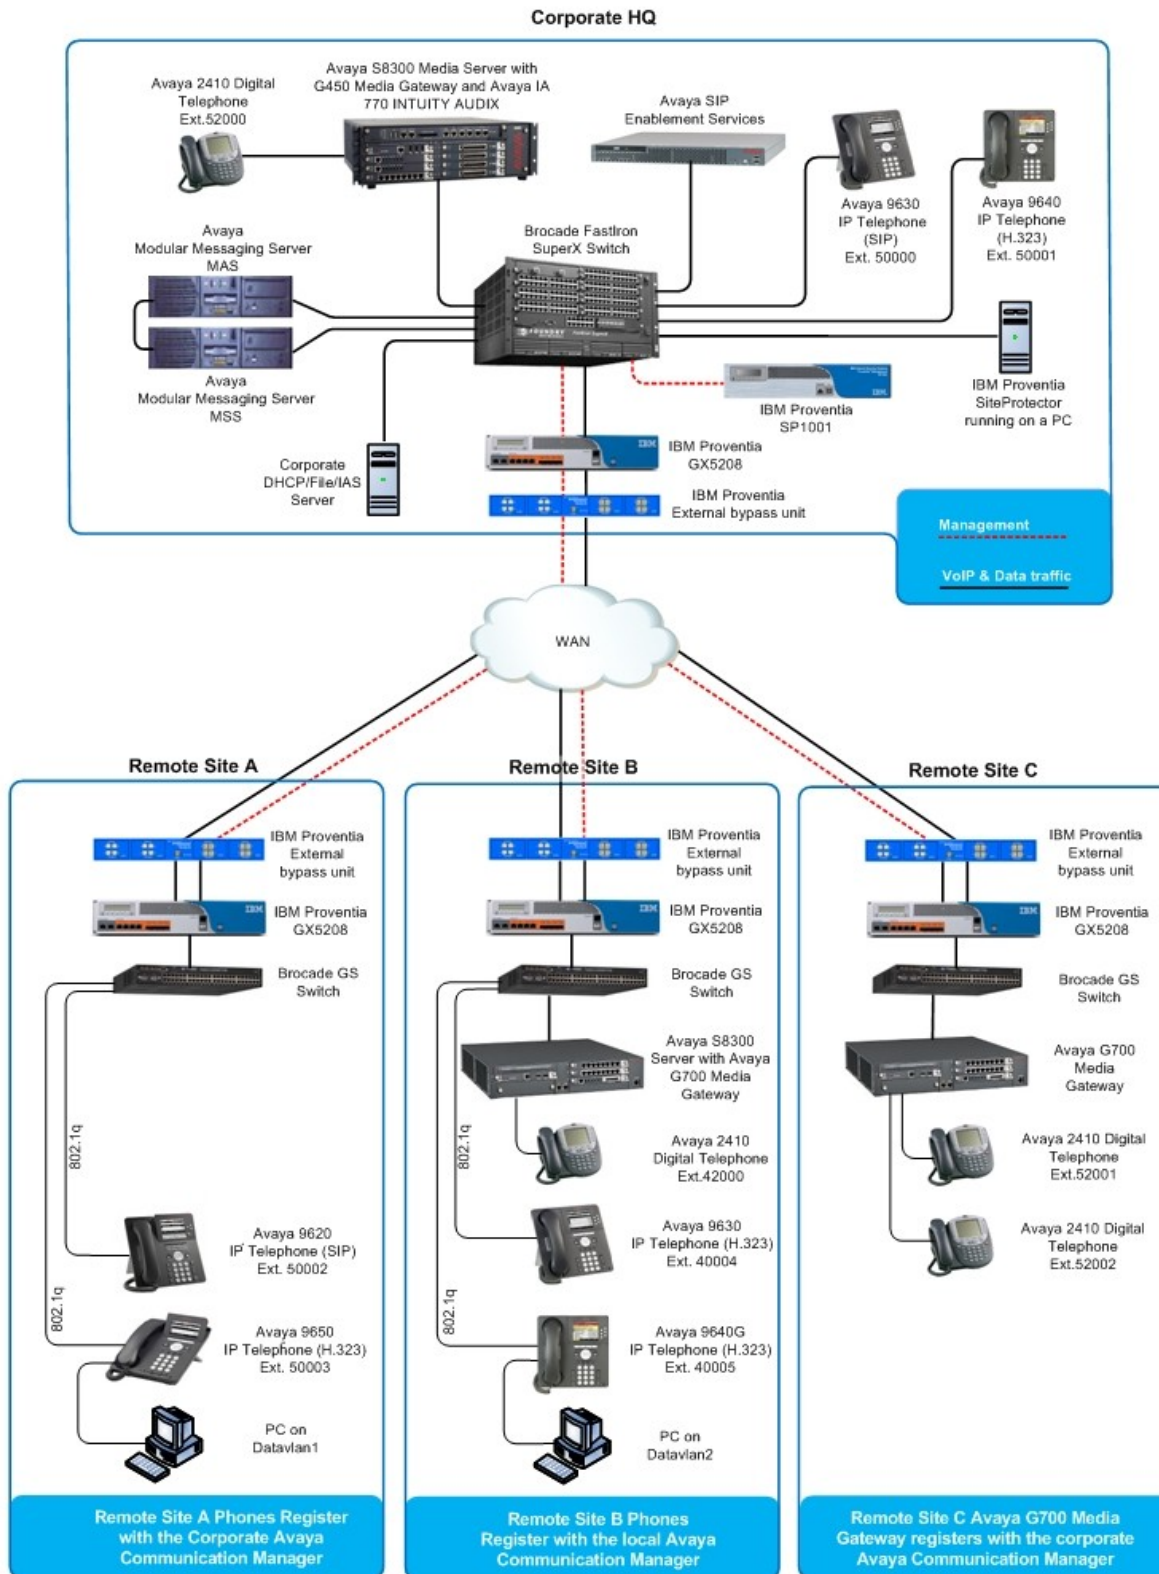 Corporate HQ
Avaya 2410 Digital
Telephone
Ext.52000
Avaya S8300 Media Server with
G450 Media Gateway and Avaya IA
770 INTUITY AUDIX
Avaya SIP
Enablement Services
Avaya 9630
IP Telephone
(SIP)
Ext. 50000
Avaya 9640
IP Telephone
(H.323)
Ext. 50001
Avaya
Modular Messaging Server
MAS
Brocade FastIron
SuperX Switch
FOUNDRY
Avaya
Modular Messaging Server
MSS
IBM
IBM Proventia
SP1001
IBM Proventia
SiteProtector
running on a PC
Corporate
DHCP/File/IAS
Server
IBM
IBM Proventia
GX5208
IBM Proventia
External bypass unit
Management
VoIP & Data traffic
WAN
Remote Site A
IBM Proventia
External
bypass unit
IBM
IBM Proventia
GX5208
Brocade GS
Switch
802.1q
Avaya 9620
IP Telephone (SIP)
Ext. 50002
802.1q
Avaya 9650
IP Telephone (H.323)
Ext. 50003
PC on
Datavlan1
Remote Site A Phones Register
with the Corporate Avaya
Communication Manager
Remote Site B
IBM Proventia
External
bypass unit
IBM
IBM Proventia
GX5208
Brocade GS
Switch
Avaya S8300
Server with Avaya
G700 Media
Gateway
802.1q
Avaya 2410
Digital Telephone
Ext.42000
Avaya 9630
IP Telephone (H.323)
Ext. 40004
802.1q
Avaya 9640G
IP Telephone (H.323)
Ext. 40005
PC on
Datavlan2
Remote Site B Phones
Register with the local Avaya
Communication Manager
Remote Site C
IBM Proventia
External
bypass unit
IBM
IBM Proventia
GX5208
Brocade GS
Switch
Avaya G700
Media
Gateway
Avaya 2410 Digital
Telephone
Ext.52001
Avaya 2410 Digital
Telephone
Ext.52002
Remote Site C Avaya G700 Media
Gateway registers with the corporate
Avaya Communication Manager